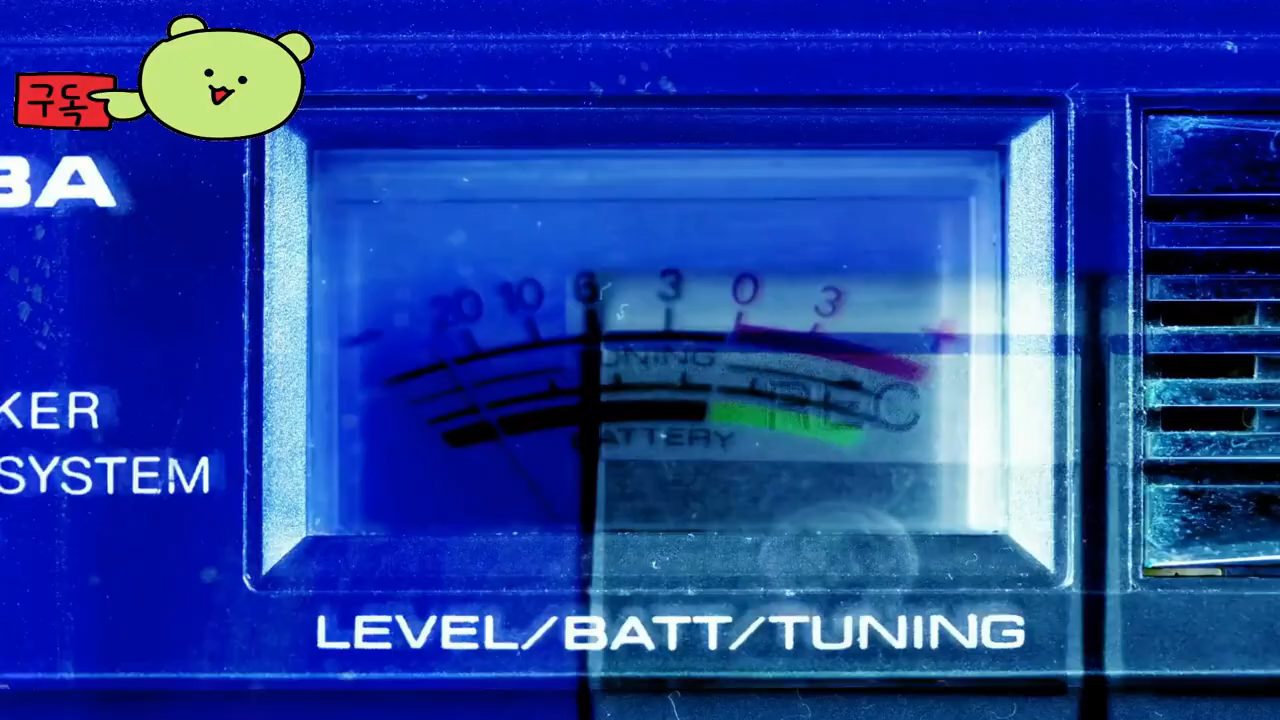 구독
BA
20 10 6 3 0 3
TUNING
REC
BATTERY
KER
SYSTEM
LEVEL/BATT/TUNING